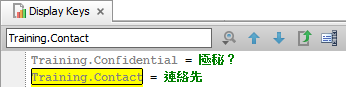 Display Keys
Training.Contact
Training.Confidential = 極秘？
Training.Contact = 連絡先